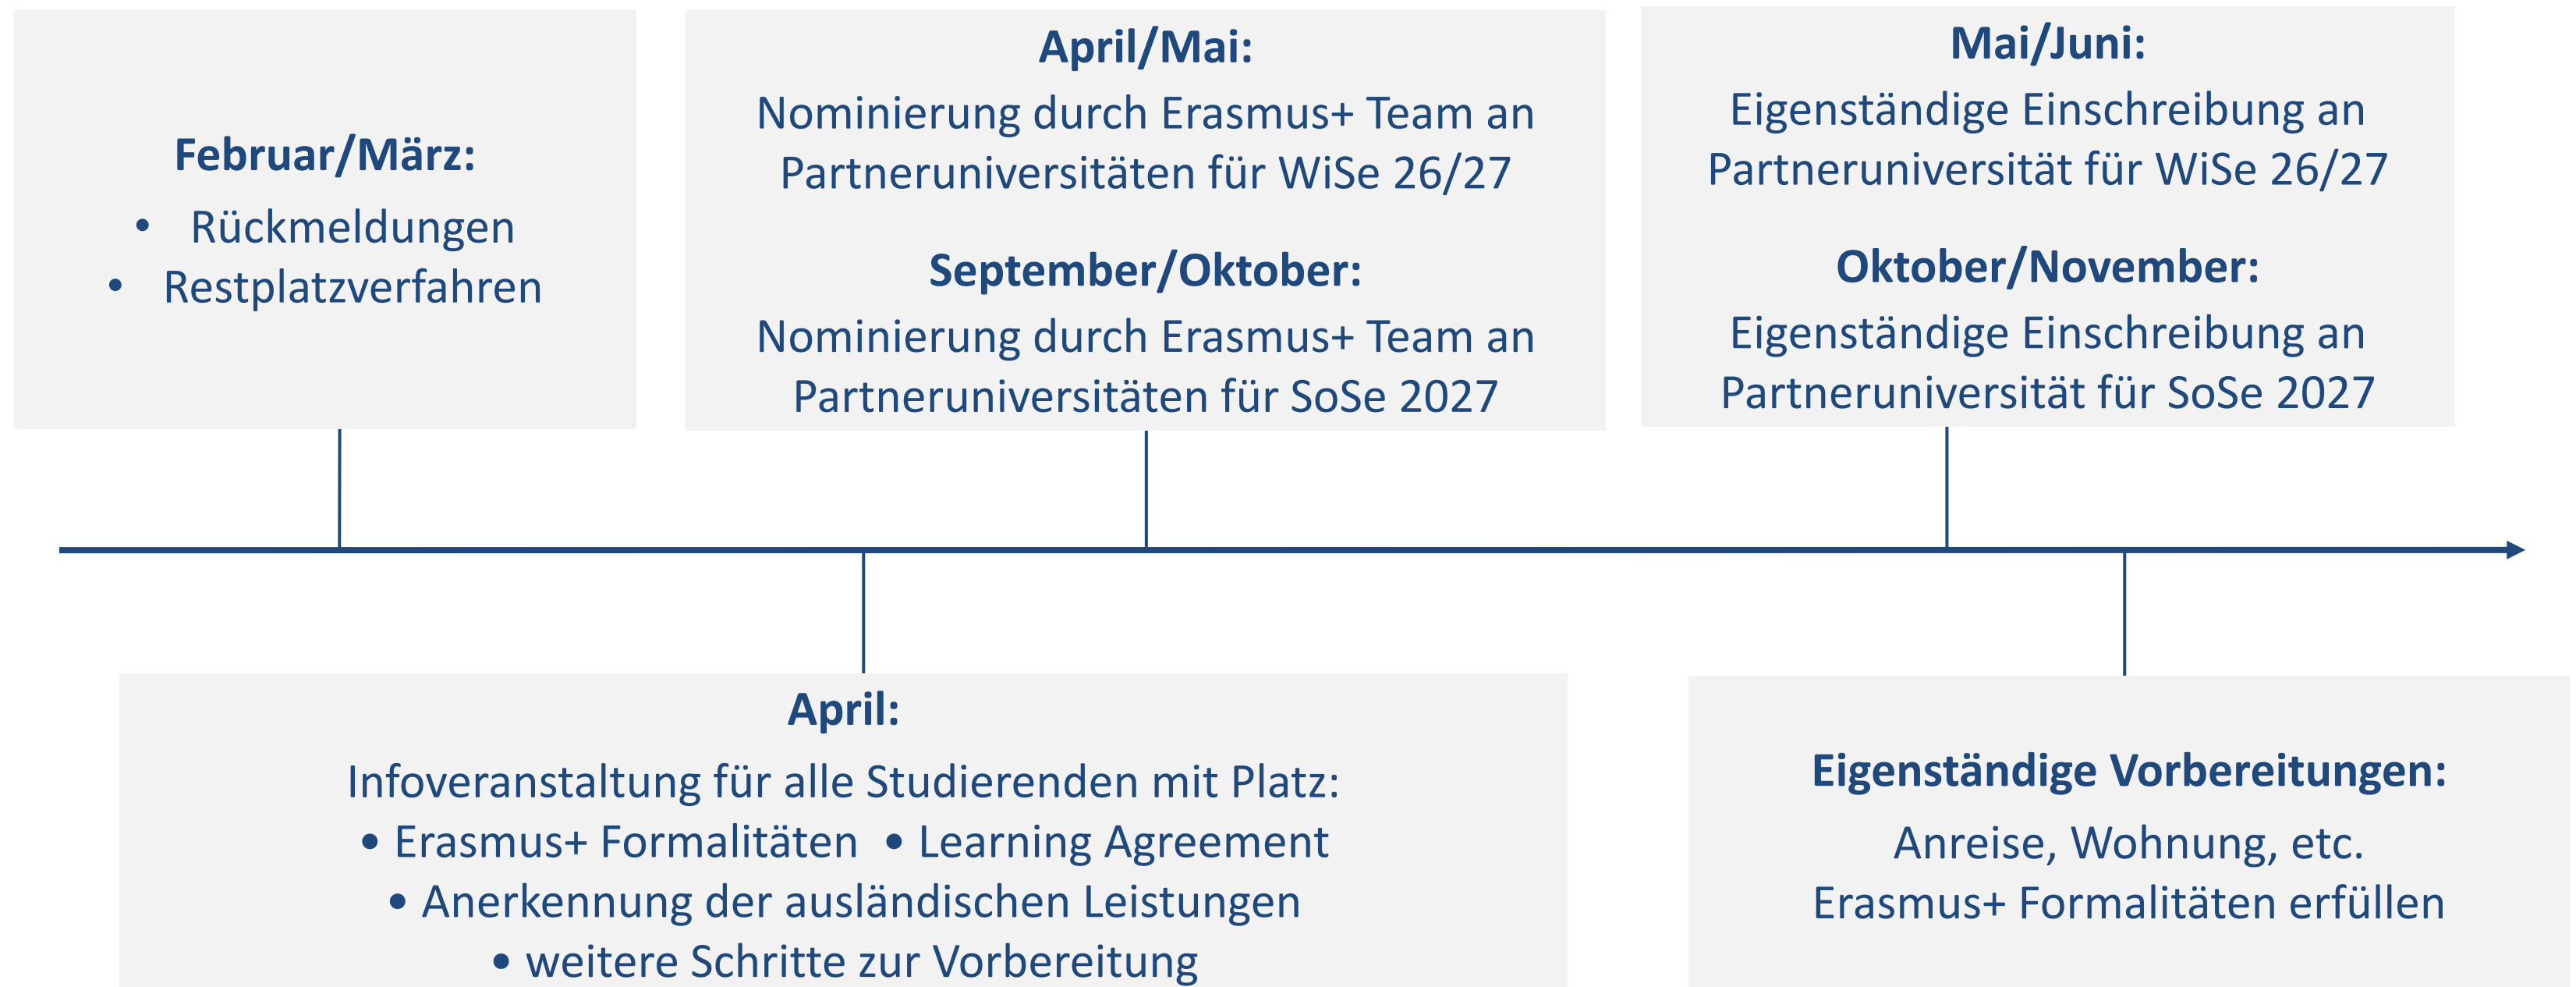 Februar/März:
• Rückmeldungen
• Restplatzverfahren
April/Mai:
Nominierung durch Erasmus+ Team an
Partneruniversitäten für WiSe 26/27
September/Oktober:
Nominierung durch Erasmus+ Team an
Partneruniversitäten für SoSe 2027
Mai/Juni:
Eigenständige Einschreibung an
Partneruniversität für WiSe 26/27
Oktober/November:
Eigenständige Einschreibung an
Partneruniversität für SoSe 2027
April:
Infoveranstaltung für alle Studierenden mit Platz:
• Erasmus+ Formalitäten • Learning Agreement
• Anerkennung der ausländischen Leistungen
• weitere Schritte zur Vorbereitung
Eigenständige Vorbereitungen:
Anreise, Wohnung, etc.
Erasmus+ Formalitäten erfüllen